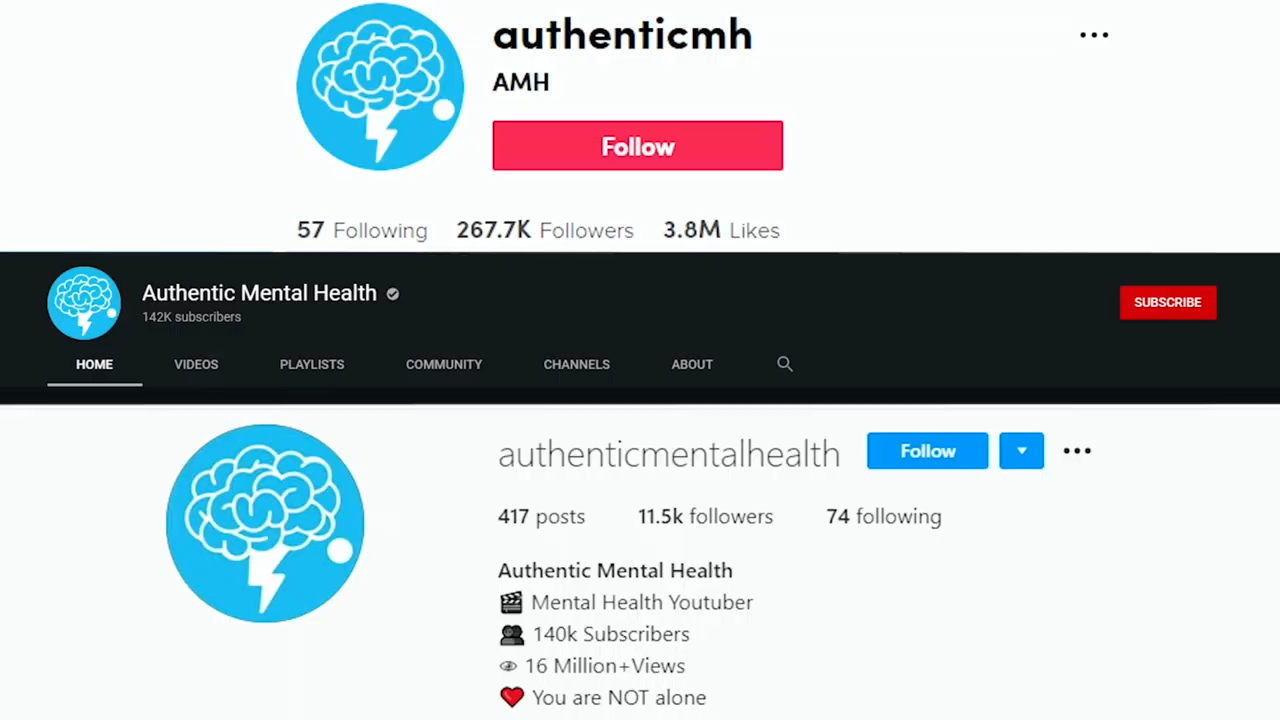 authenticmh
AMH
Follow
57 Following 267.7K Followers 3.8M Likes
Authentic Mental Health
142K subscribers
SUBSCRIBE
HOME VIDEOS PLAYLISTS COMMUNITY CHANNELS ABOUT
authenticmentalhealth Follow
417 posts 11.5k followers 74 following
Authentic Mental Health
Mental Health Youtuber
140k Subscribers
16 Million+Views
You are NOT alone